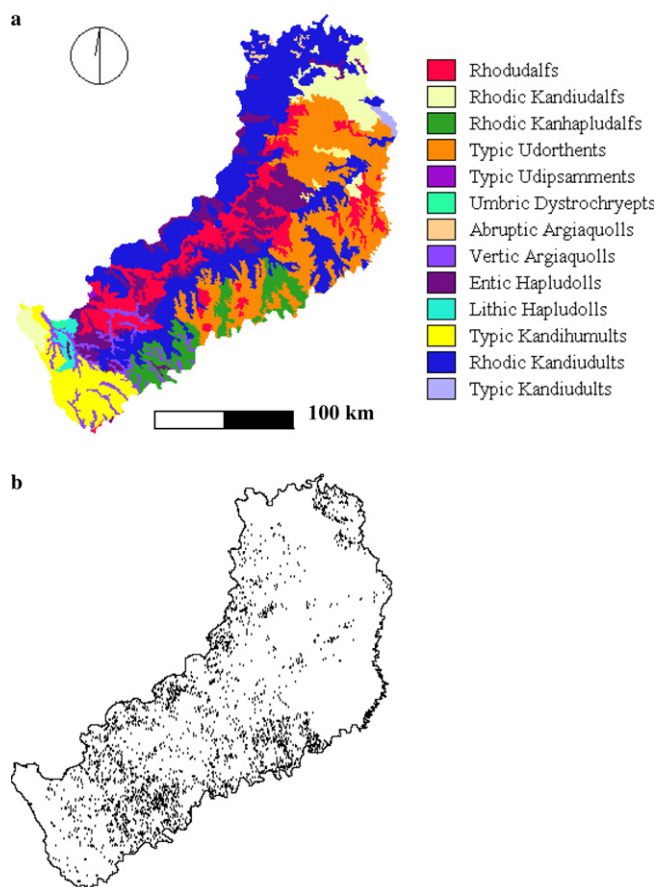 a
Rhodudalfs
Rhodic Kandiudalfs
Rhodic Kanhapludalfs
Typic Udorthents
Typic Udipsamments
Umbric Dystrochryepts
Abruptic Argiaquolls
Vertic Argiaquolls
Entic Hapludolls
Lithic Hapludolls
Typic Kandihumults
Rhodic Kandiudults
Typic Kandiudults
100 km
b